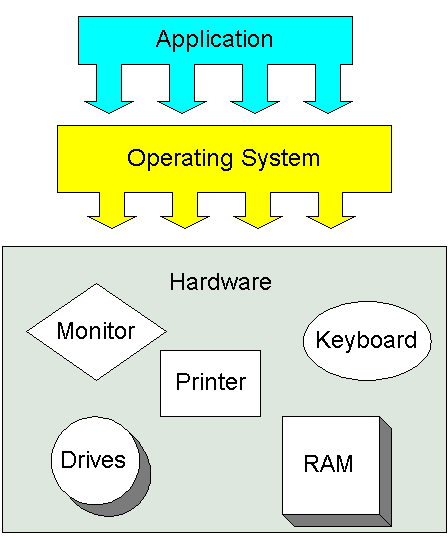 Application
Operating System
Hardware
Monitor
Keyboard
Printer
Drives
RAM